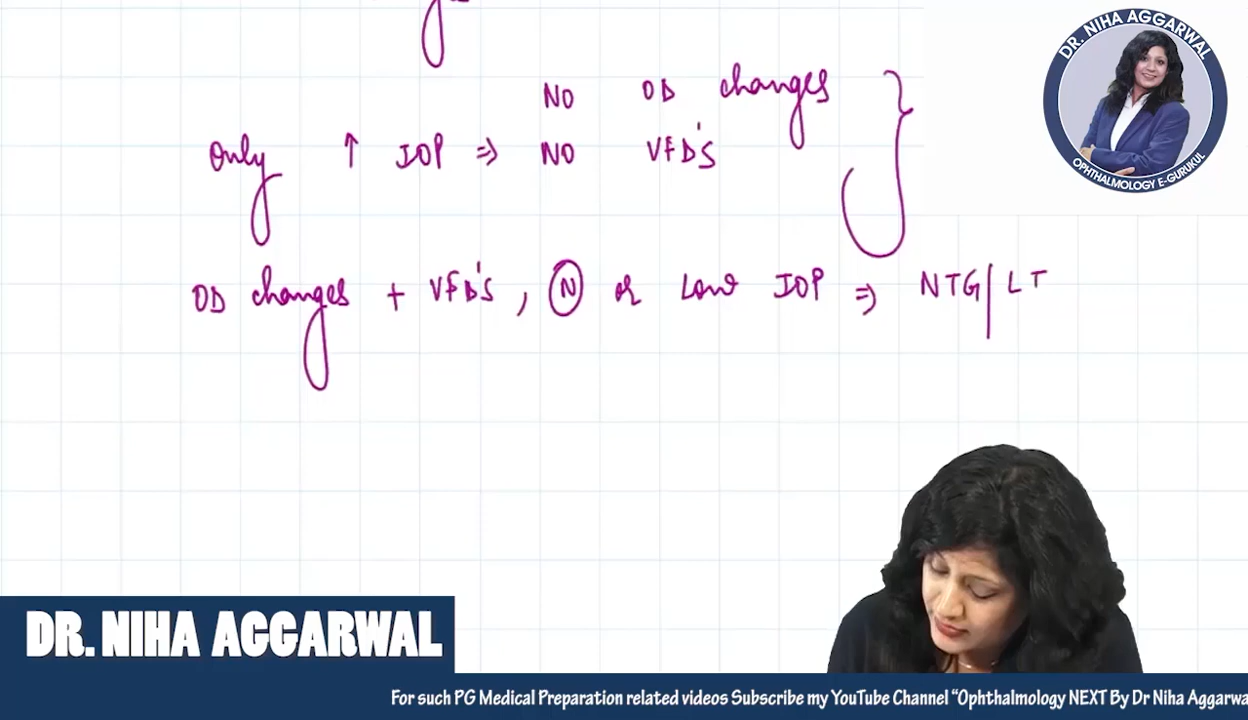 NO OD changes
Only ↑ IOP ⇒ NO VFD's
OD changes + VFD's, Ⓝ or Low IOP ⇒ NTG/LT
DR. NIHA AGGARWAL
OPHTHALMOLOGY E-GURUKUL
DR. NIHA AGGARWAL
For such PG Medical Preparation related videos Subscribe my YouTube Channel "Ophthalmology NEXT By Dr Niha Aggarwa